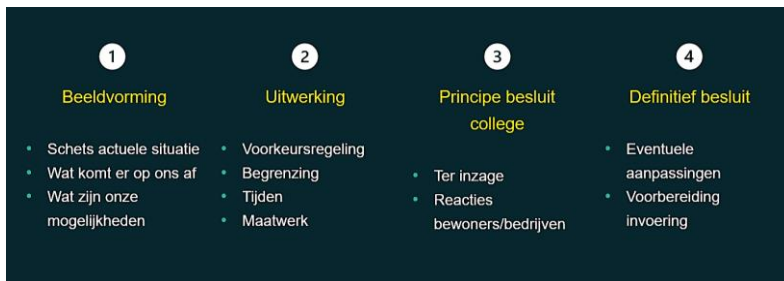 1
Beeldvorming
• Schets actuele situatie
• Wat komt er op ons af
• Wat zijn onze
mogelijkheden
2
Uitwerking
• Voorkeursregeling
• Begrenzing
• Tijden
• Maatwerk
3
Principe besluit
college
• Ter inzage
• Reacties
bewoners/bedrijven
4
Definitief besluit
• Eventuele
aanpassingen
• Voorbereiding
invoering